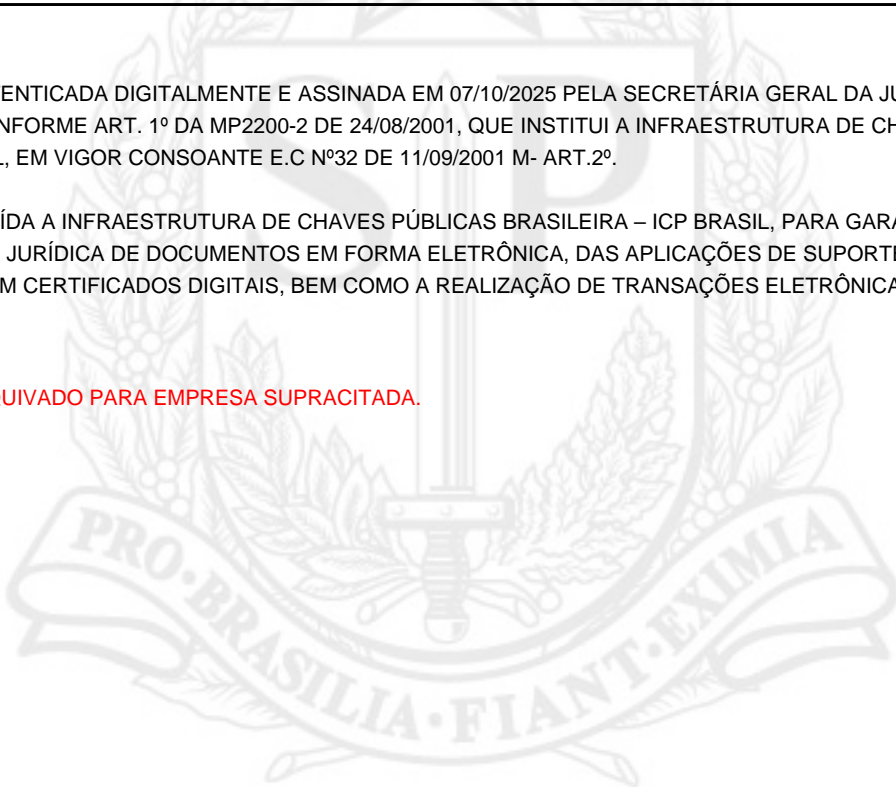 ENTICADA DIGITALMENTE E ASSINADA EM 07/10/2025 PELA SECRETÁRIA GERAL DA JU
NFORME ART. 1º DA MP2200-2 DE 24/08/2001, QUE INSTITUI A INFRAESTRUTURA DE CH
L, EM VIGOR CONSOANTE E.C Nº32 DE 11/09/2001 M- ART.2º.
ÍDA A INFRAESTRUTURA DE CHAVES PÚBLICAS BRASILEIRA – ICP BRASIL, PARA GARA
JURÍDICA DE DOCUMENTOS EM FORMA ELETRÔNICA, DAS APLICAÇÕES DE SUPORTE
M CERTIFICADOS DIGITAIS, BEM COMO A REALIZAÇÃO DE TRANSAÇÕES ELETRÔNICA
UIVADO PARA EMPRESA SUPRACITADA.
SP
PRO·BRASILIA·FIANT·EXIMIA